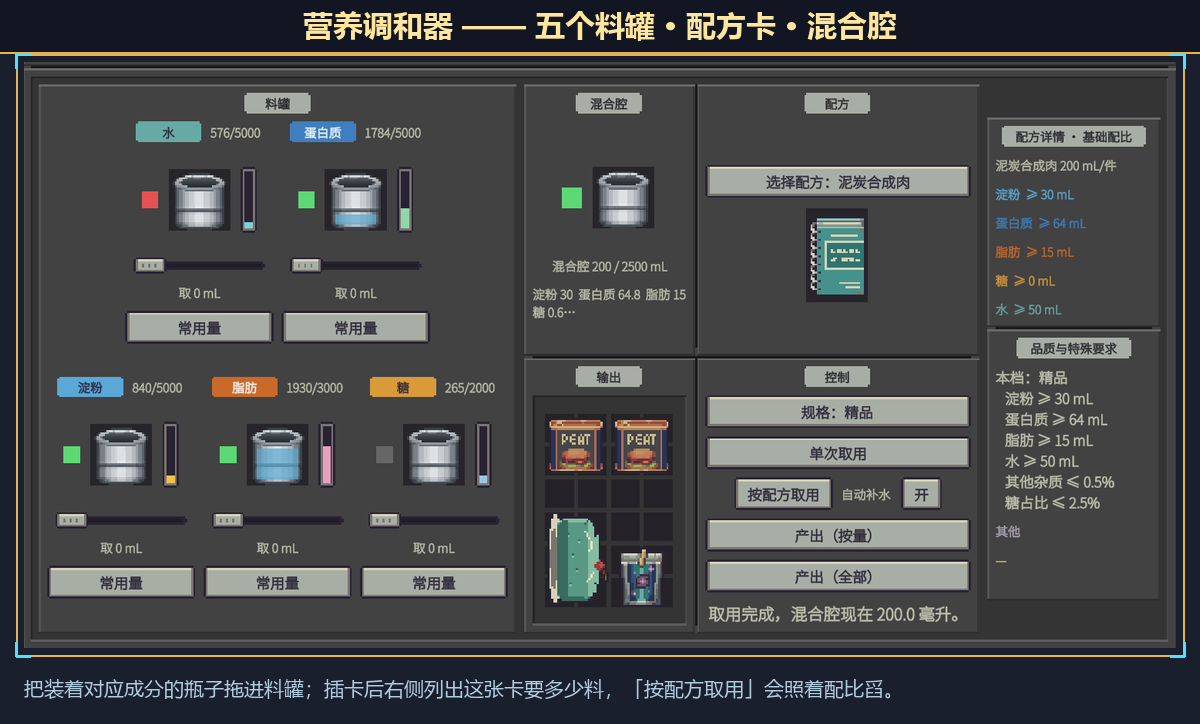 营养调和器 —— 五个料罐·配方卡·混合腔
料罐
水 576/5000 蛋白质 1784/5000
取 0 mL 取 0 mL
常用量 常用量
淀粉 840/5000 脂肪 1930/3000 糖 265/2000
取 0 mL 取 0 mL 取 0 mL
常用量 常用量 常用量
混合腔
混合腔 200 / 2500 mL
淀粉 30 蛋白质 64.8 脂肪 15
糖 0.6…
配方
选择配方：泥炭合成肉
输出
PEAT PEAT
控制
规格：精品
单次取用
按配方取用 自动补水 开
产出（按量）
产出（全部）
取用完成，混合腔现在 200.0 毫升。
配方详情 · 基础配比
泥炭合成肉 200 mL/件
淀粉 ≥ 30 mL
蛋白质 ≥ 64 mL
脂肪 ≥ 15 mL
糖 ≥ 0 mL
水 ≥ 50 mL
品质与特殊要求
本档：精品
淀粉 ≥ 30 mL
蛋白质 ≥ 64 mL
脂肪 ≥ 15 mL
水 ≥ 50 mL
其他杂质 ≤ 0.5%
糖占比 ≤ 2.5%
其他
—
把装着对应成分的瓶子拖进料罐；插卡后右侧列出这张卡要多少料，「按配方取用」会照着配比舀。